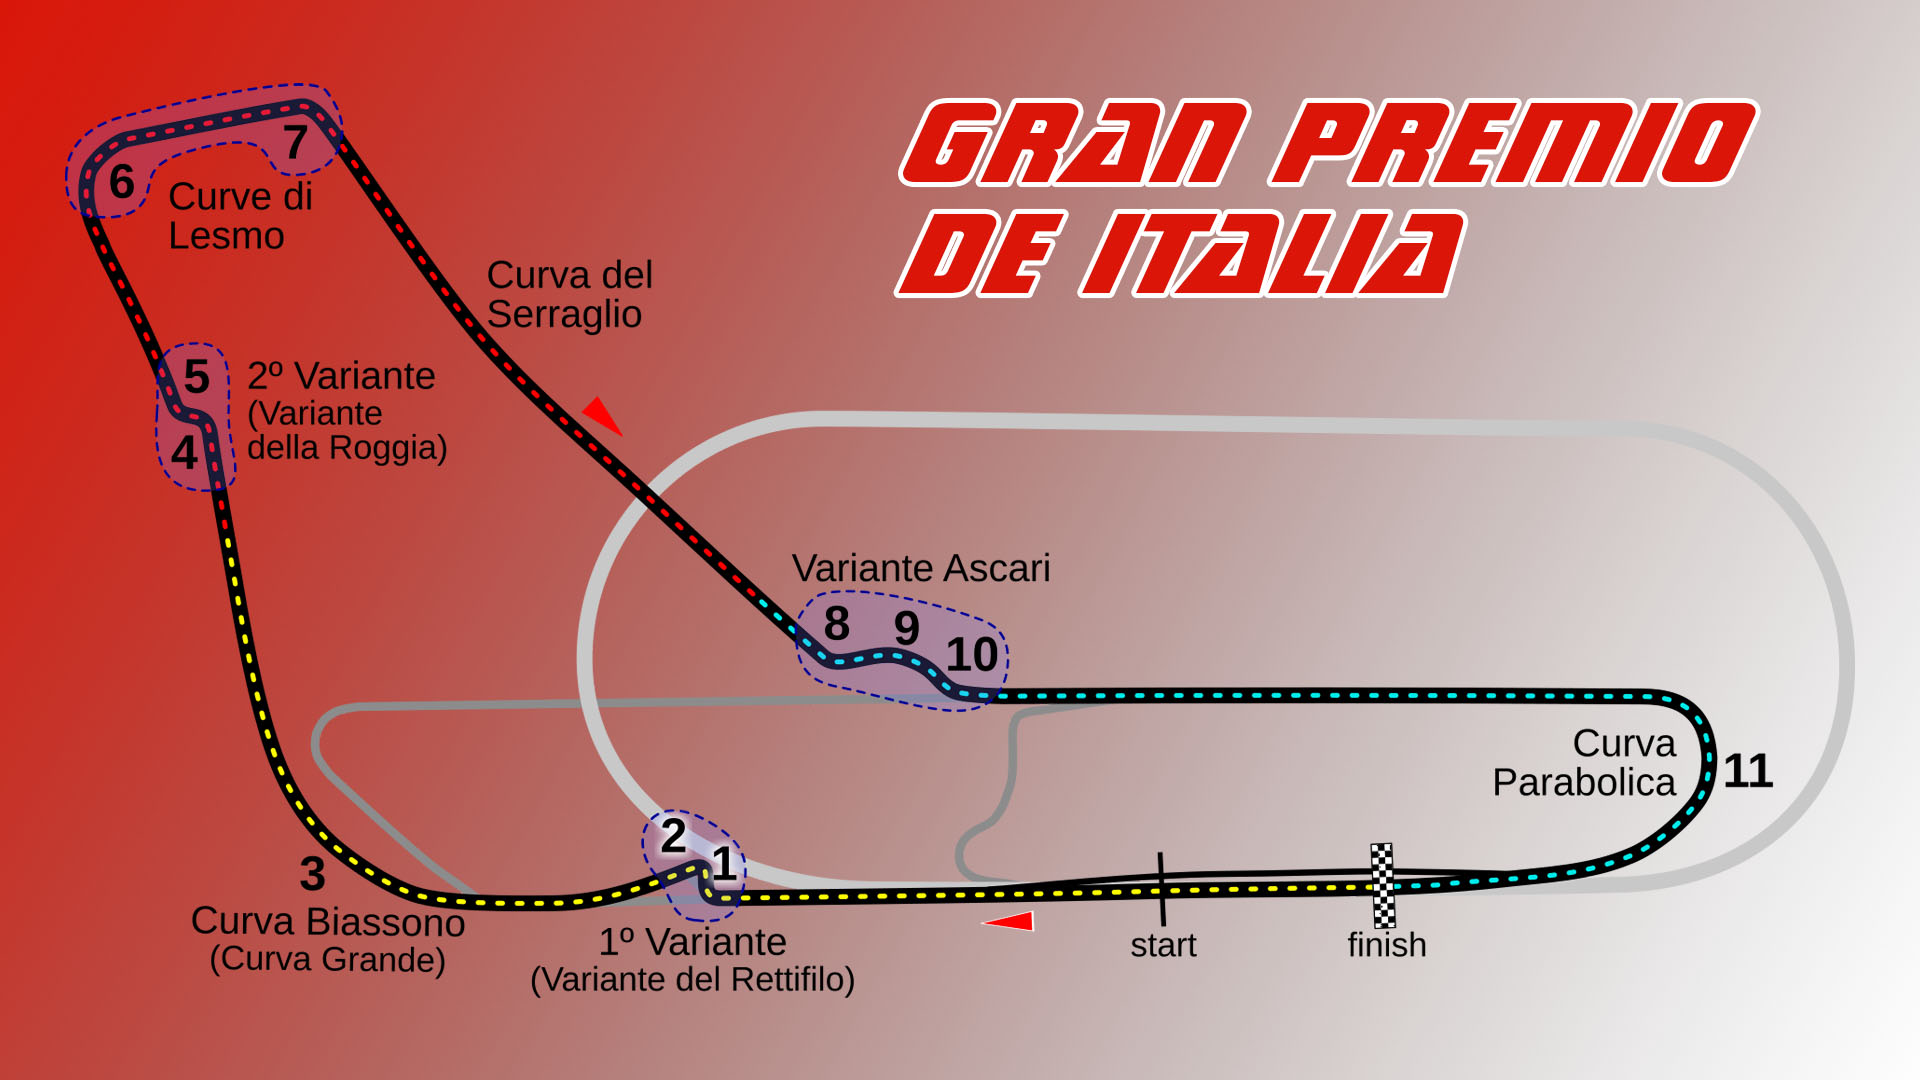 GRAN PREMIO
DE ITALIA
7
6
Curve di
Lesmo
Curva del
Serraglio
5
2º Variante
(Variante
della Roggia)
4
Variante Ascari
8
9
10
Curva
Parabolica
11
2
1
3
Curva Biassono
(Curva Grande)
1º Variante
(Variante del Rettifilo)
start
finish